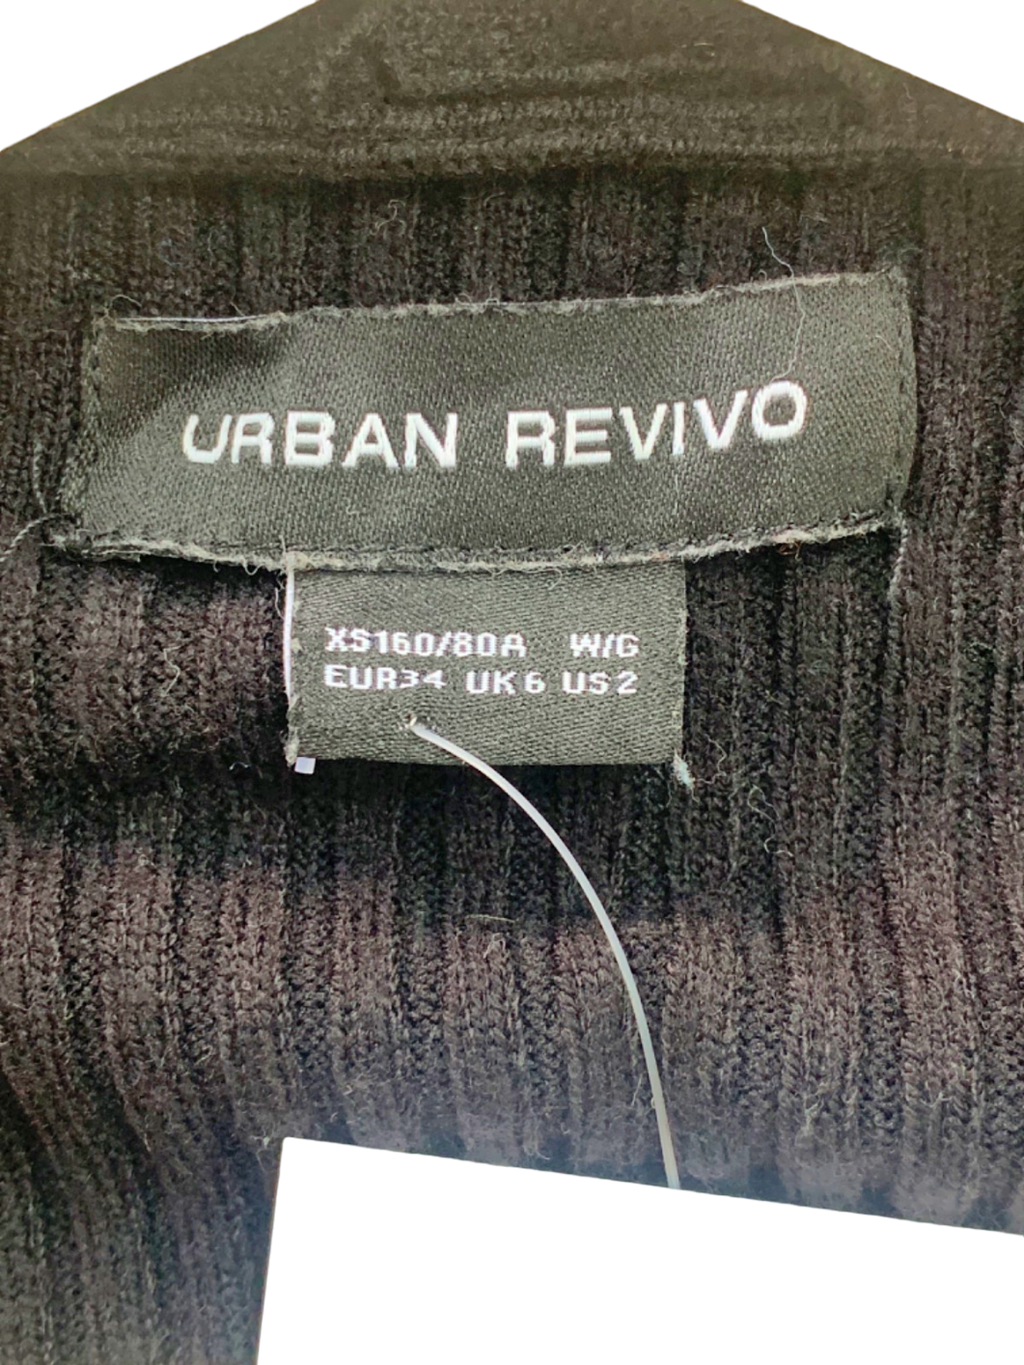 URBAN REVIVO
XS160/80A W/G
EUR34 UK6 US2